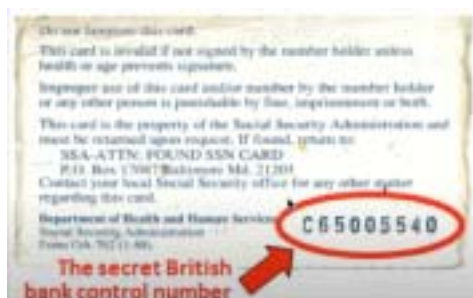 Do not laminate this card.
This card is invalid if not signed by the number holder unless
health or age prevents signature.
Improper use of this card and/or number by the number holder
or any other person is punishable by fine, imprisonment or both.
This card is the property of the Social Security Administration and
must be returned upon request. If found, return to:
SSA-ATTN: FOUND SSN CARD
P.O. Box 17087 Baltimore Md. 21203
Contact your local Social Security office for any other matter
regarding this card.
Department of Health and Human Services
Social Security Administration
Form OA-702 (1-88)
C65005540
The secret British
bank control number